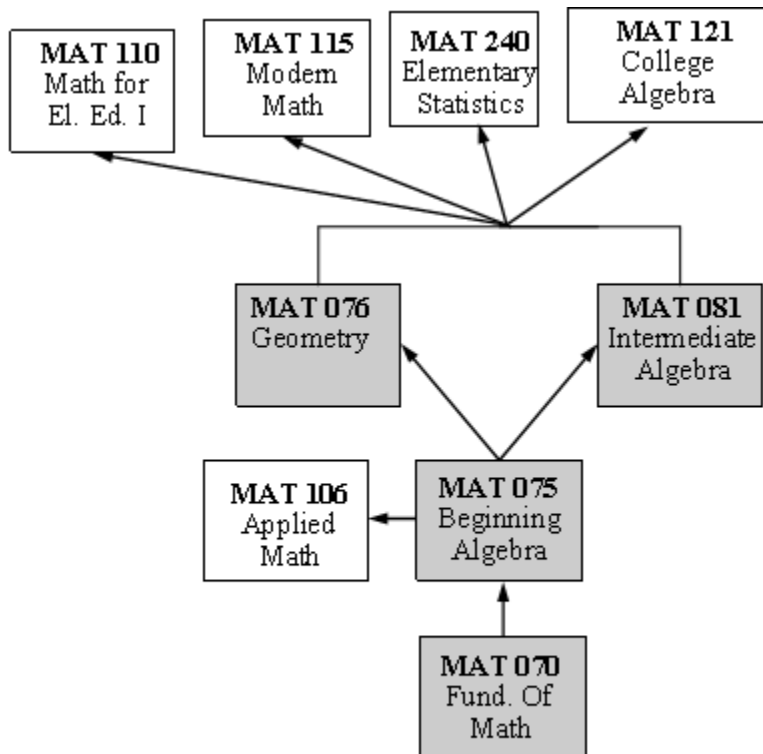 MAT 110
Math for
El. Ed. I
MAT 115
Modern
Math
MAT 240
Elementary
Statistics
MAT 121
College
Algebra
MAT 076
Geometry
MAT 081
Intermediate
Algebra
MAT 106
Applied
Math
MAT 075
Beginning
Algebra
MAT 070
Fund. Of
Math